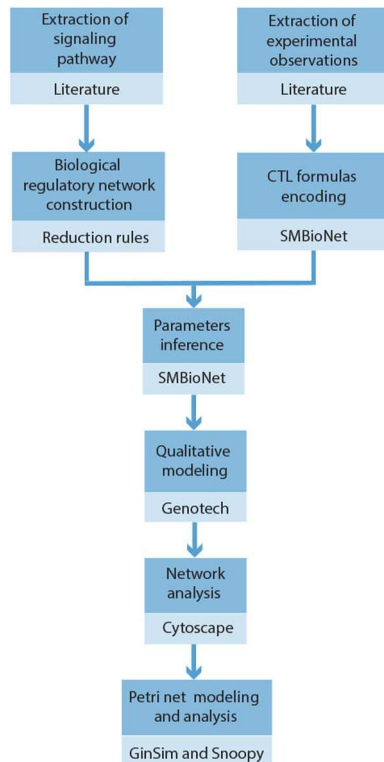 Extraction of
signaling
pathway
Literature
Extraction of
experimental
observations
Literature
Biological
regulatory network
construction
Reduction rules
CTL formulas
encoding
SMBioNet
Parameters
inference
SMBioNet
Qualitative
modeling
Genotech
Network
analysis
Cytoscape
Petri net modeling
and analysis
GinSim and Snoopy